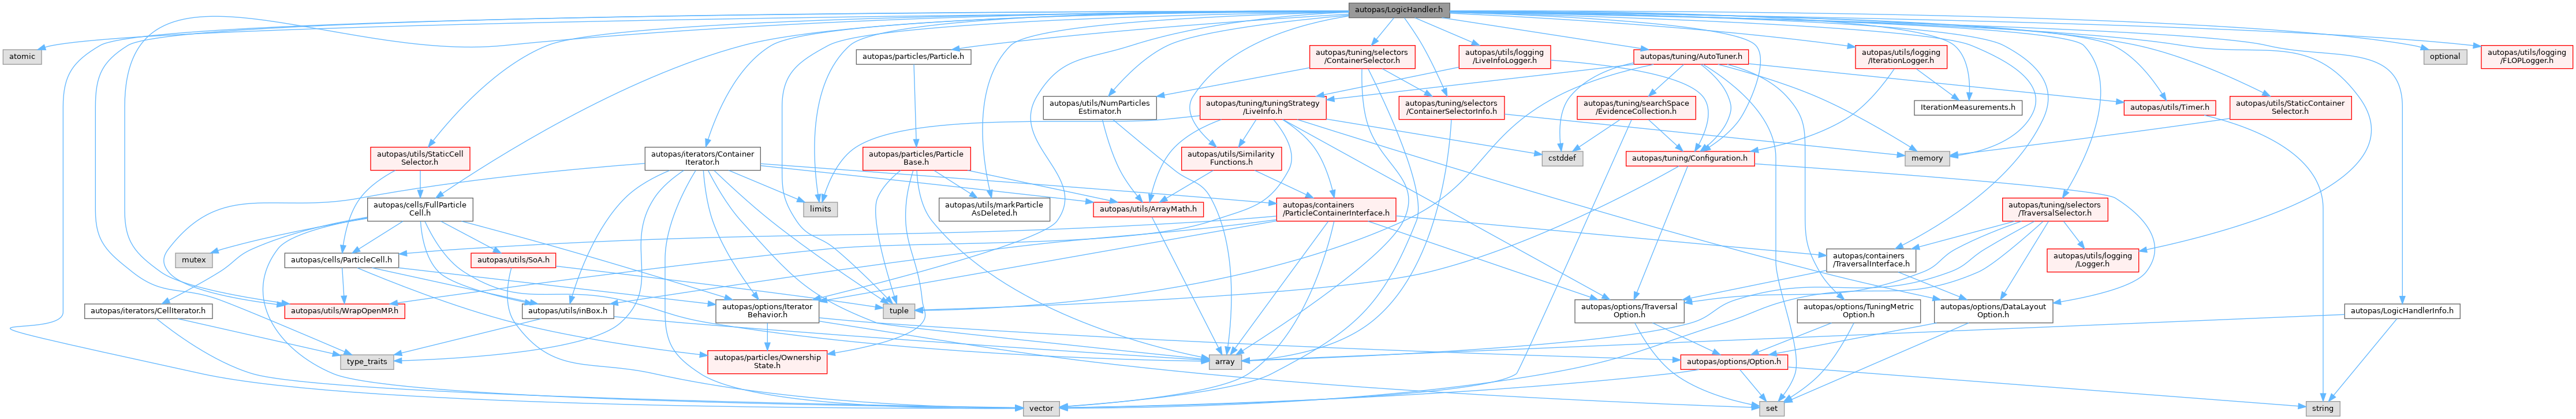 autopas/LogicHandler.h
atomic
autopas/particles/Particle.h
autopas/tuning/selectors
/ContainerSelector.h
autopas/utils/logging
/LiveInfoLogger.h
autopas/tuning/AutoTuner.h
autopas/utils/logging
/IterationLogger.h
optional
autopas/utils/logging
/FLOPLogger.h
autopas/utils/NumParticles
Estimator.h
autopas/tuning/tuningStrategy
/LiveInfo.h
autopas/tuning/selectors
/ContainerSelectorInfo.h
autopas/tuning/searchSpace
/EvidenceCollection.h
IterationMeasurements.h
autopas/utils/Timer.h
autopas/utils/StaticContainer
Selector.h
autopas/utils/StaticCell
Selector.h
autopas/iterators/Container
Iterator.h
autopas/particles/Particle
Base.h
autopas/utils/Similarity
Functions.h
cstddef
autopas/tuning/Configuration.h
memory
autopas/cells/FullParticle
Cell.h
limits
autopas/utils/markParticle
AsDeleted.h
autopas/utils/ArrayMath.h
autopas/containers
/ParticleContainerInterface.h
autopas/tuning/selectors
/TraversalSelector.h
mutex
autopas/cells/ParticleCell.h
autopas/utils/SoA.h
autopas/containers
/TraversalInterface.h
autopas/utils/logging
/Logger.h
autopas/iterators/CellIterator.h
autopas/utils/WrapOpenMP.h
autopas/utils/inBox.h
autopas/options/Iterator
Behavior.h
tuple
autopas/options/Traversal
Option.h
autopas/options/TuningMetric
Option.h
autopas/options/DataLayout
Option.h
autopas/LogicHandlerInfo.h
type_traits
autopas/particles/Ownership
State.h
array
autopas/options/Option.h
vector
set
string